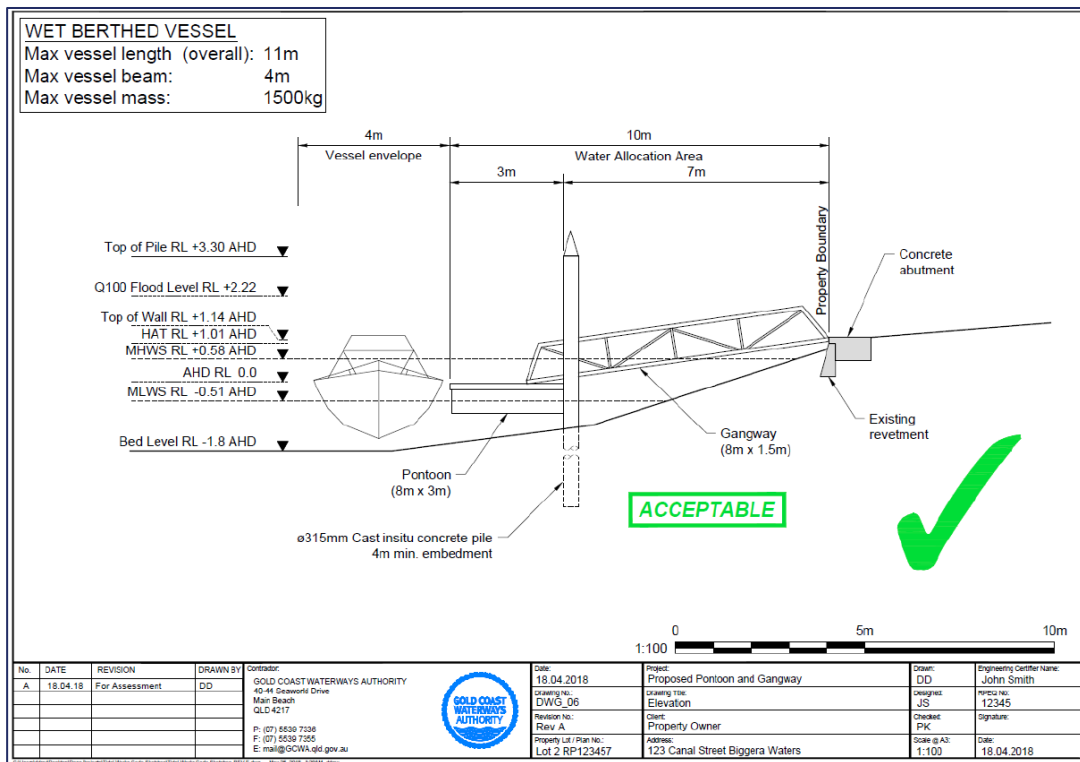 WET BERTHED VESSEL
Max vessel length (overall): 11m
Max vessel beam: 4m
Max vessel mass: 1500kg
4m
Vessel envelope
10m
Water Allocation Area
3m
7m
Property Boundary
Top of Pile RL +3.30 AHD
Q100 Flood Level RL +2.22
Top of Wall RL +1.14 AHD
HAT RL +1.01 AHD
MHWS RL +0.58 AHD
AHD RL 0.0
MLWS RL -0.51 AHD
Bed Level RL -1.8 AHD
Concrete
abutment
Existing
revetment
Gangway
(8m x 1.5m)
Pontoon
(8m x 3m)
ø315mm Cast insitu concrete pile
4m min. embedment
ACCEPTABLE
1:100
0 5m 10m
No. DATE REVISION DRAWN BY
A 18.04.18 For Assessment DD
Contractor:
GOLD COAST WATERWAYS AUTHORITY
40-44 Seaworld Drive
Main Beach
QLD 4217
P: (07) 5539 7336
F: (07) 5539 7355
E: mail@GCWA.qld.gov.au
GOLD COAST
WATERWAYS
AUTHORITY
Date:
18.04.2018
Drawing No.:
DWG_06
Revision No.:
Rev A
Property Lot / Plan No.:
Lot 2 RP123457
Project:
Proposed Pontoon and Gangway
Drawing Title:
Elevation
Client:
Property Owner
Address:
123 Canal Street Biggera Waters
Drawn:
DD
Designed:
JS
Checked:
PK
Scale @ A3:
1:100
Engineering Certifier Name:
John Smith
RPEQ No:
12345
Signature:
Date:
18.04.2018